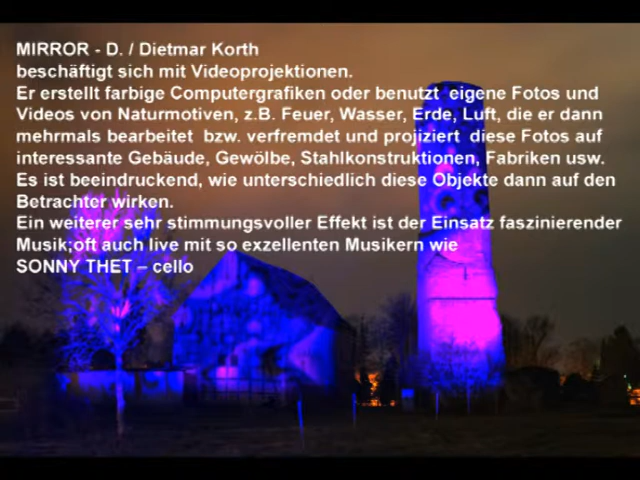 MIRROR - D. / Dietmar Korth
beschäftigt sich mit Videoprojektionen.
Er erstellt farbige Computergrafiken oder benutzt eigene Fotos und
Videos von Naturmotiven, z.B. Feuer, Wasser, Erde, Luft, die er dann
mehrmals bearbeitet bzw. verfremdet und projiziert diese Fotos auf
interessante Gebäude, Gewölbe, Stahlkonstruktionen, Fabriken usw.
Es ist beeindruckend, wie unterschiedlich diese Objekte dann auf den
Betrachter wirken.
Ein weiterer sehr stimmungsvoller Effekt ist der Einsatz faszinierender
Musik;oft auch live mit so exzellenten Musikern wie
SONNY THET – cello